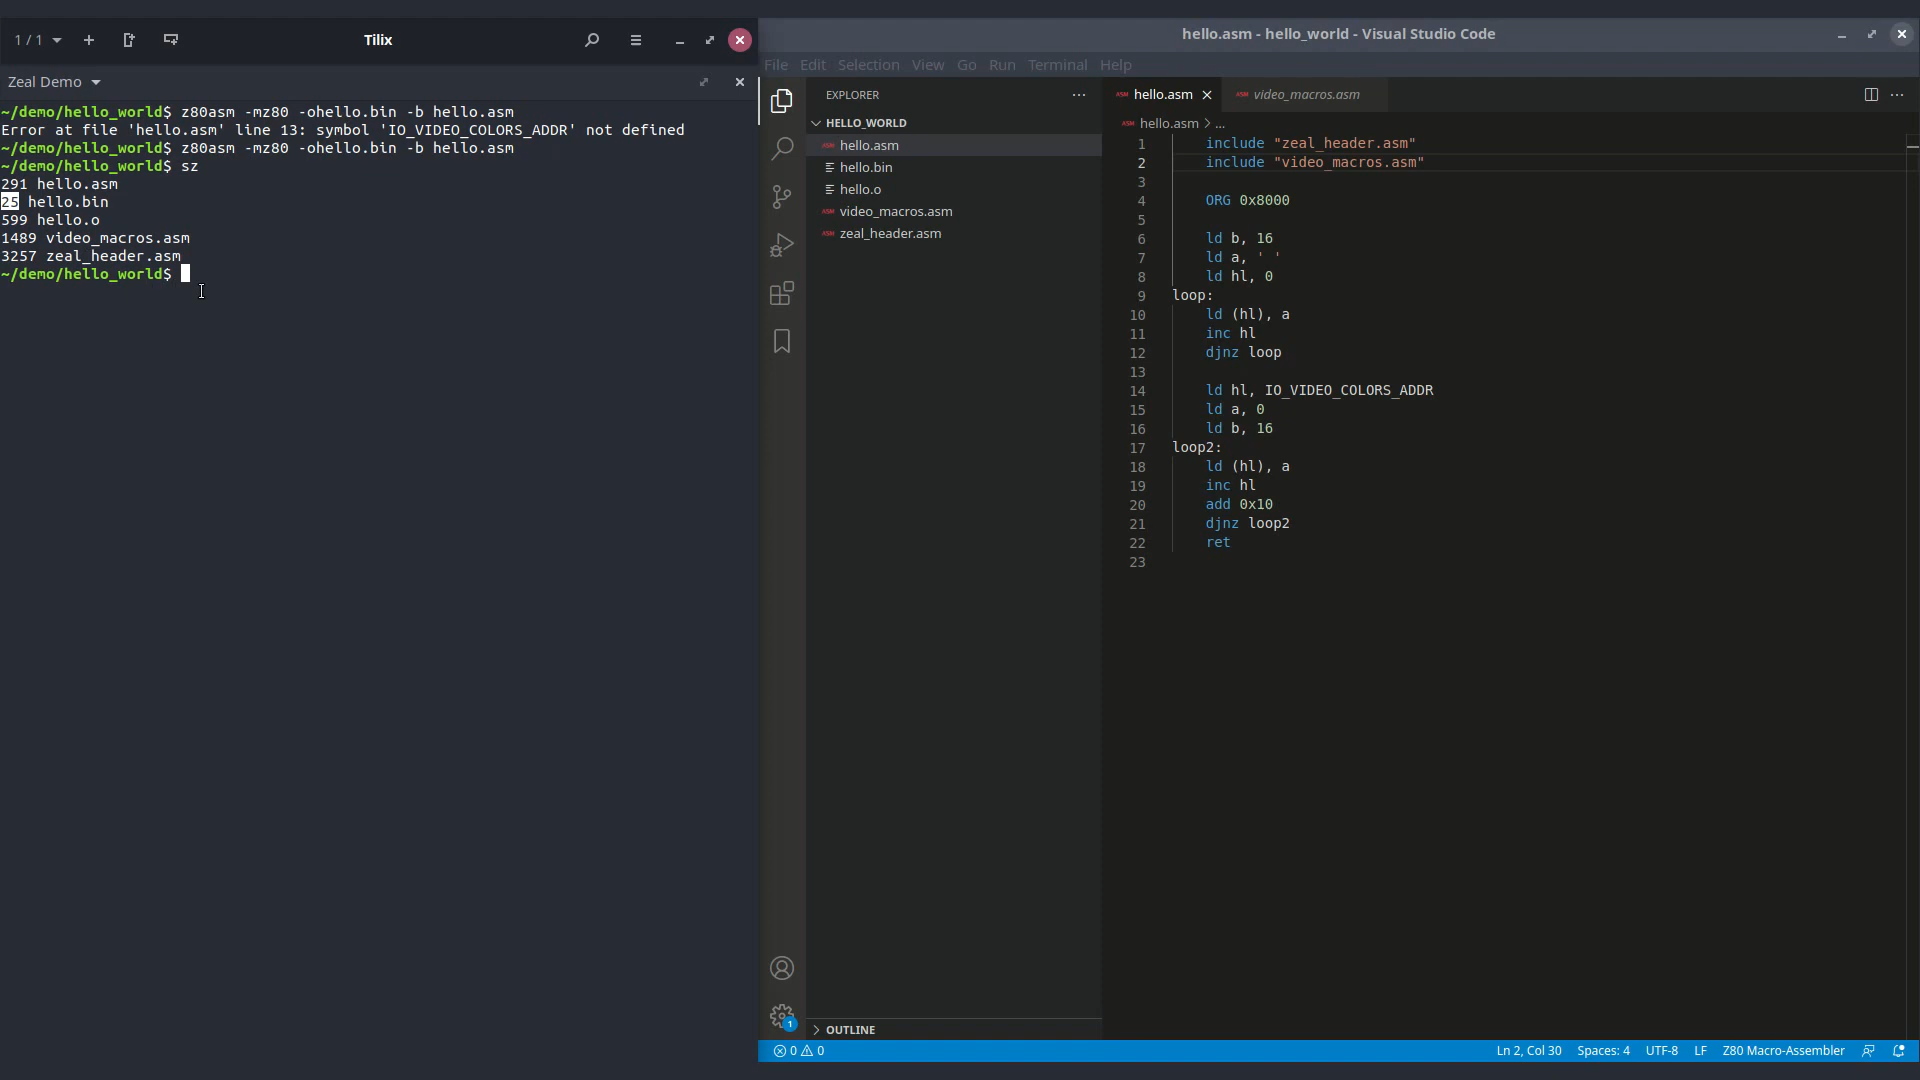 1 / 1
Tilix
Zeal Demo
~/demo/hello_world$ z80asm -mz80 -ohello.bin -b hello.asm
Error at file 'hello.asm' line 13: symbol 'IO_VIDEO_COLORS_ADDR' not defined
~/demo/hello_world$ z80asm -mz80 -ohello.bin -b hello.asm
~/demo/hello_world$ sz
291 hello.asm
25 hello.bin
599 hello.o
1489 video_macros.asm
3257 zeal_header.asm
~/demo/hello_world$
hello.asm - hello_world - Visual Studio Code
File Edit Selection View Go Run Terminal Help
EXPLORER
HELLO_WORLD
ASM hello.asm
hello.bin
hello.o
ASM video_macros.asm
ASM zeal_header.asm
OUTLINE
1
ASM hello.asm
ASM video_macros.asm
ASM hello.asm > ...
1 include "zeal_header.asm"
2 include "video_macros.asm"
3
4 ORG 0x8000
5
6 ld b, 16
7 ld a, ' '
8 ld hl, 0
9 loop:
10 ld (hl), a
11 inc hl
12 djnz loop
13
14 ld hl, IO_VIDEO_COLORS_ADDR
15 ld a, 0
16 ld b, 16
17 loop2:
18 ld (hl), a
19 inc hl
20 add 0x10
21 djnz loop2
22 ret
23
0 0
Ln 2, Col 30 Spaces: 4 UTF-8 LF Z80 Macro-Assembler